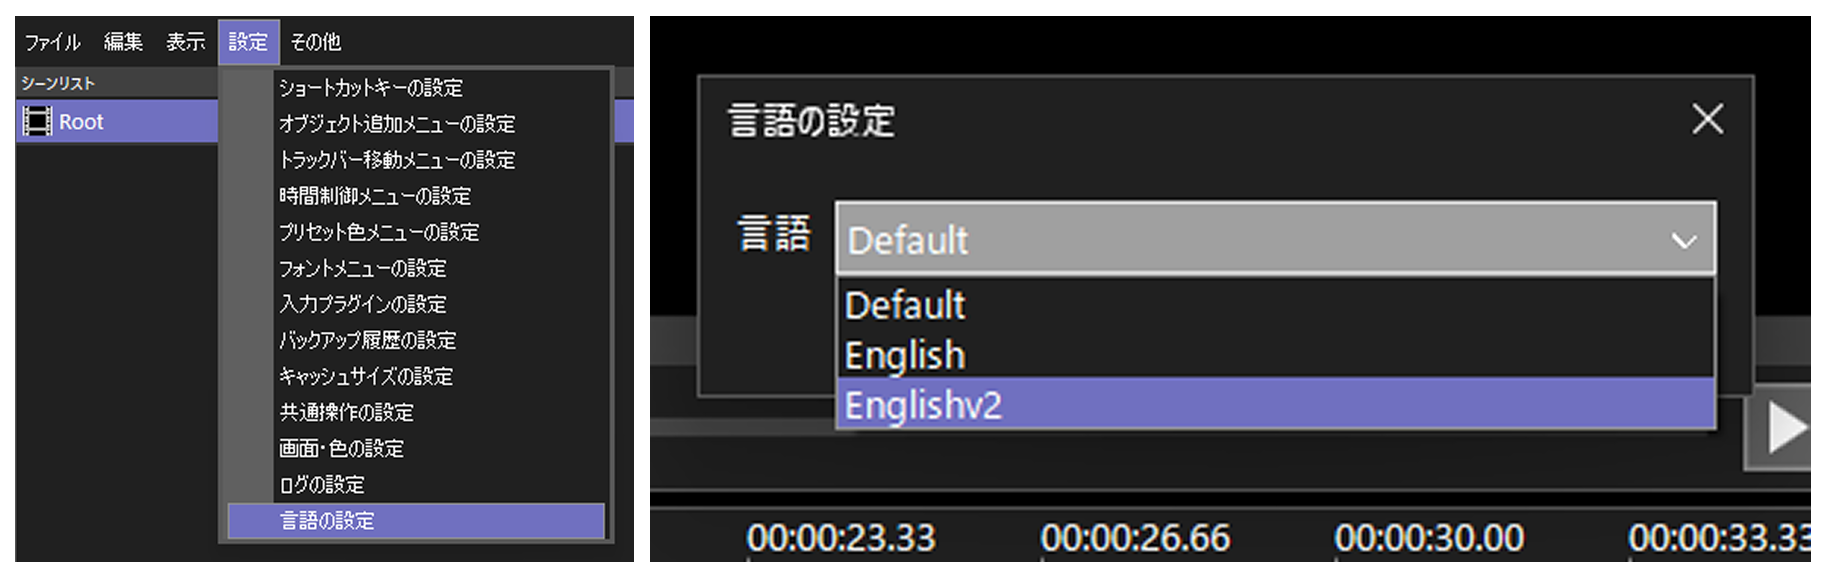 ファイル 編集 表示 設定 その他
シーンリスト
Root
ショートカットキーの設定
オブジェクト追加メニューの設定
トラックバー移動メニューの設定
時間制御メニューの設定
プリセット色メニューの設定
フォントメニューの設定
入力プラグインの設定
バックアップ履歴の設定
キャッシュサイズの設定
共通操作の設定
画面・色の設定
ログの設定
言語の設定
言語の設定
言語 Default
Default
English
Englishv2
00:00:23.33 00:00:26.66 00:00:30.00 00:00:33.33